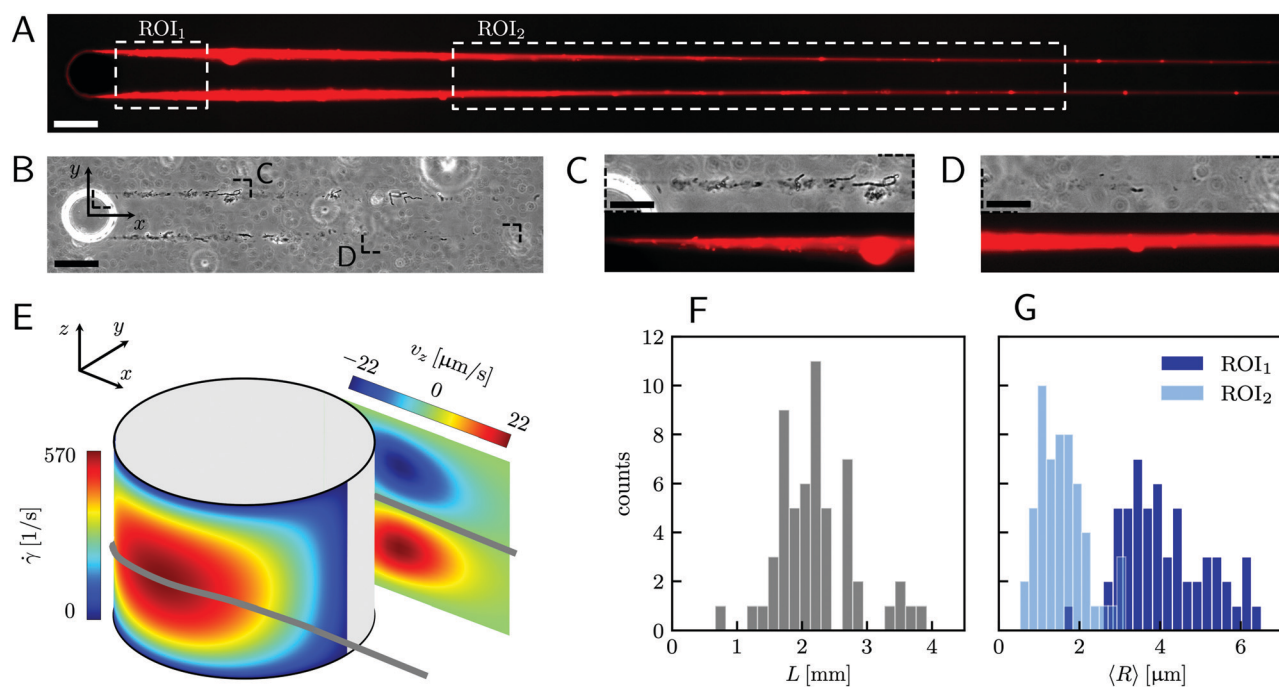 A
ROI₁
ROI₂
B
y
x
C
D
C
D
E
z
y
x
v_z [μm/s]
−22
0
22
570
γ̇ [1/s]
0
F
counts
12
10
8
6
4
2
0
0 1 2 3 4
L [mm]
G
ROI₁
ROI₂
0 2 4 6
⟨R⟩ [μm]